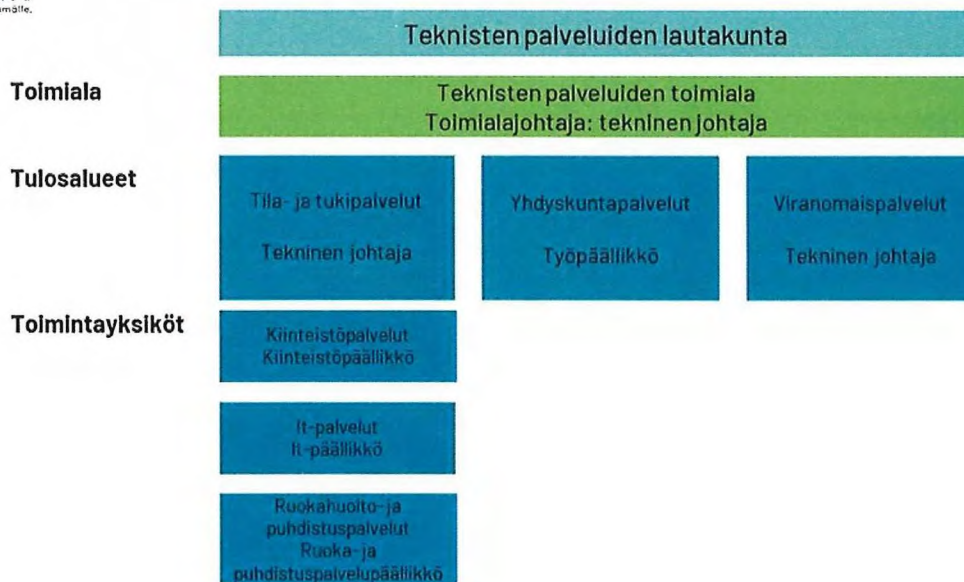 Teknisten palveluiden lautakunta
Toimiala
Teknisten palveluiden toimiala
Toimialajohtaja: tekninen johtaja
Tulosalueet
Tila- ja tukipalvelut
Tekninen johtaja
Yhdyskuntapalvelut
Työpäällikkö
Viranomaispalvelut
Tekninen johtaja
Toimintayksiköt
Kiinteistöpalvelut
Kiinteistöpäällikkö
It-palvelut
It-päällikkö
Ruokahuolto-ja
puhdistuspalvelut
Ruoka-ja
puhdistuspalvelupäällikkö